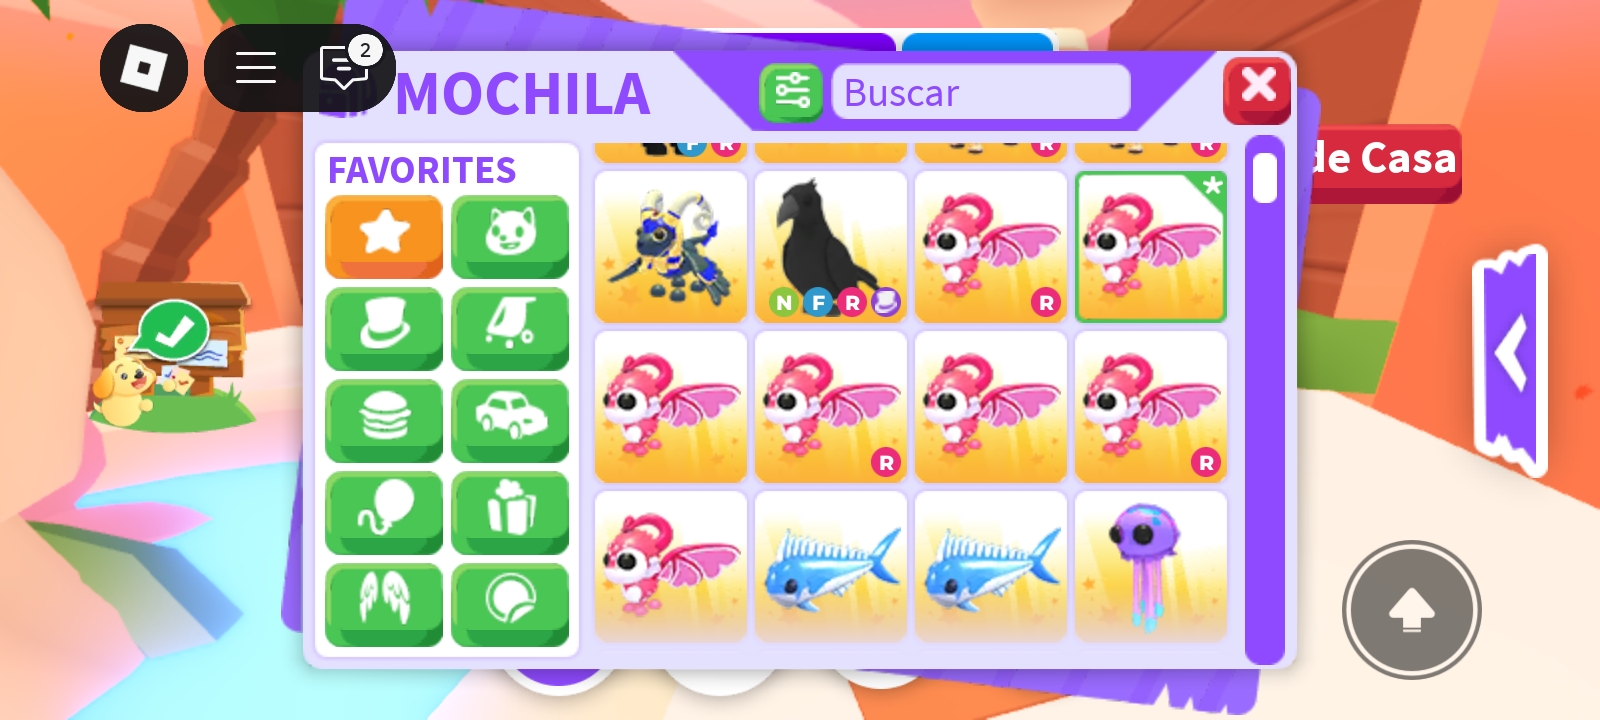 2
MOCHILA
Buscar
de Casa
FAVORITES
F R
R
R
N F R
R
R
R